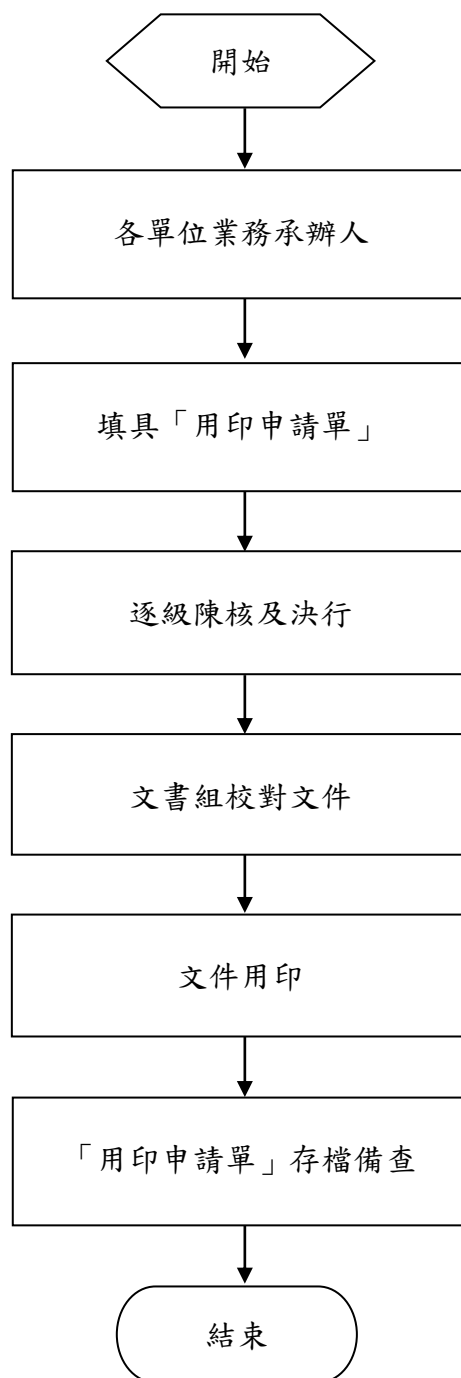 開始
各單位業務承辦人
填具「用印申請單」
逐級陳核及決行
文書組校對文件
文件用印
「用印申請單」存檔備查
結束